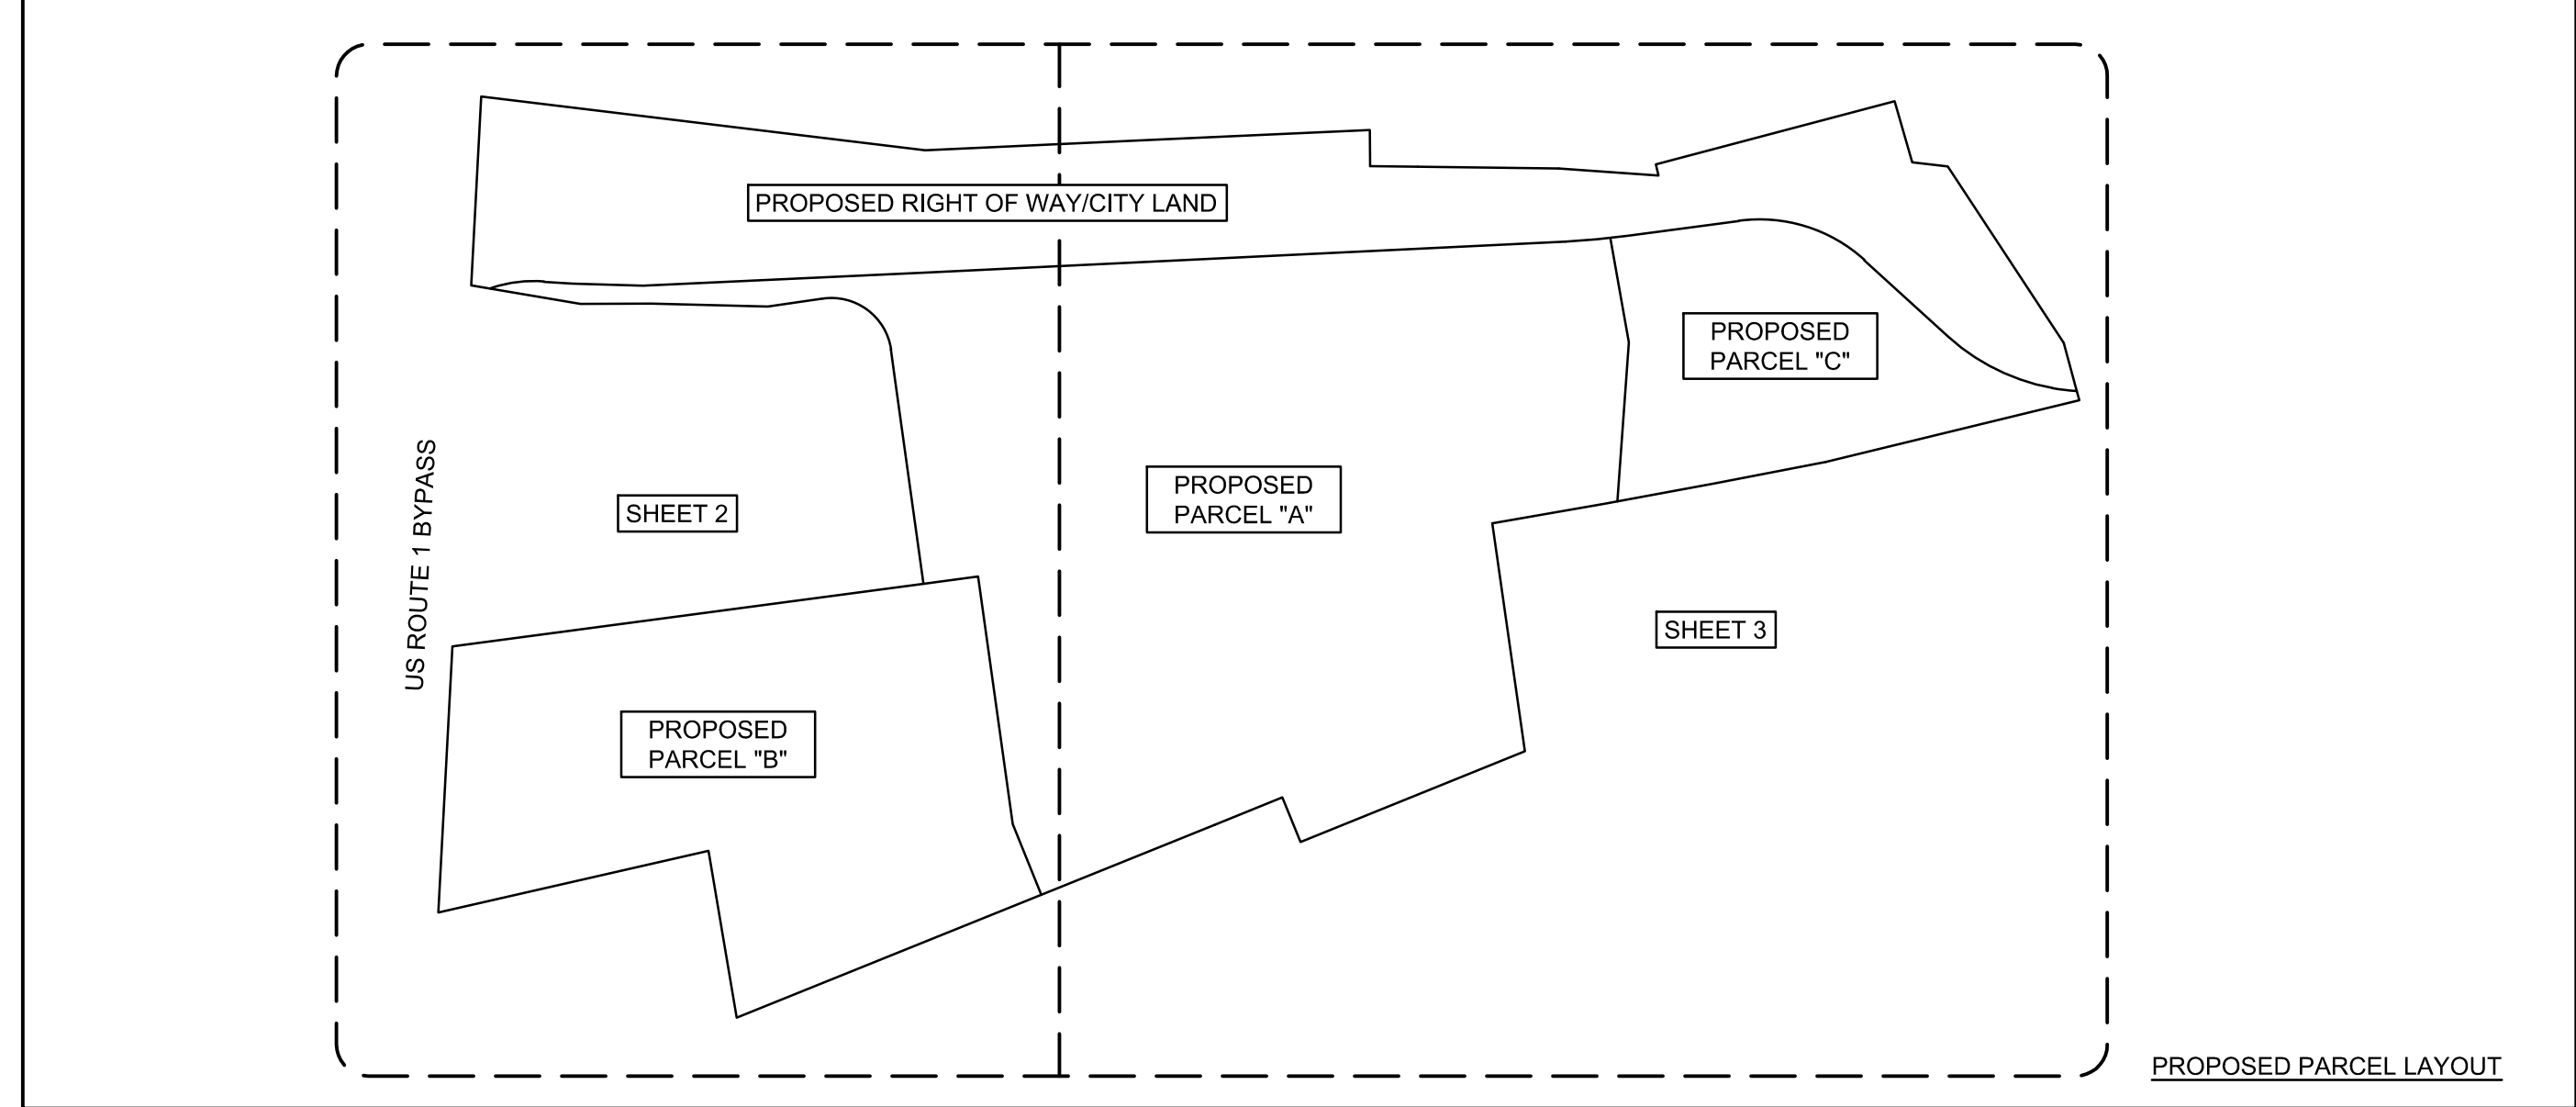 PROPOSED RIGHT OF WAY/CITY LAND
PROPOSED
PARCEL "C"
US ROUTE 1 BYPASS
SHEET 2
PROPOSED
PARCEL "A"
SHEET 3
PROPOSED
PARCEL "B"
PROPOSED PARCEL LAYOUT